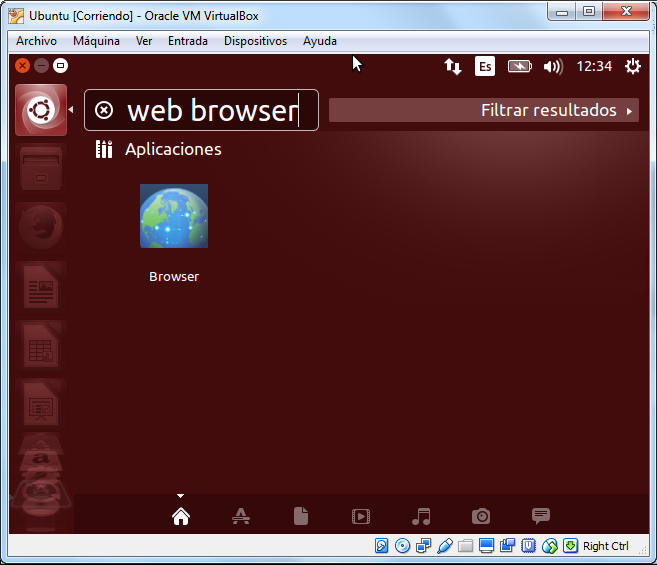 Ubuntu [Corriendo] - Oracle VM VirtualBox
Archivo Máquina Ver Entrada Dispositivos Ayuda
Es 12:34
web browser Filtrar resultados
Aplicaciones
Browser
Right Ctrl